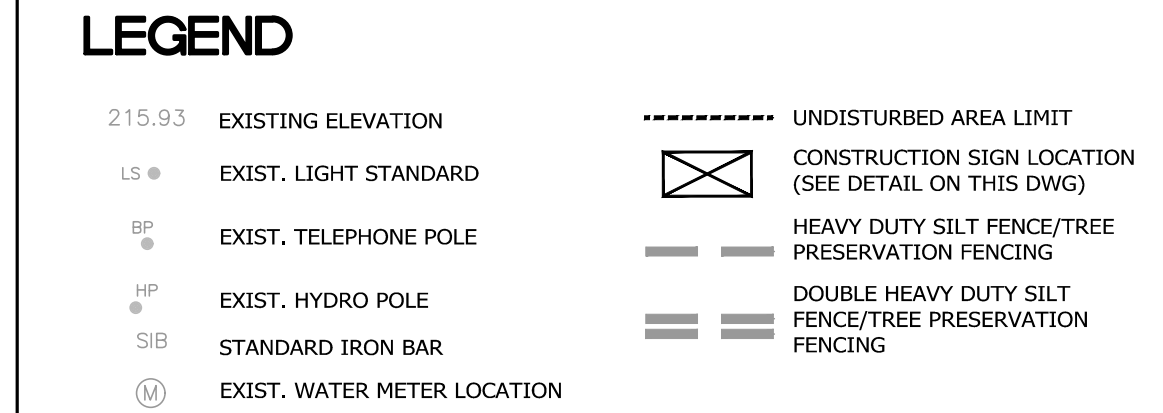 LEGEND
215.93 EXISTING ELEVATION
LS EXIST. LIGHT STANDARD
BP EXIST. TELEPHONE POLE
HP EXIST. HYDRO POLE
SIB STANDARD IRON BAR
M EXIST. WATER METER LOCATION
UNDISTURBED AREA LIMIT
CONSTRUCTION SIGN LOCATION
(SEE DETAIL ON THIS DWG)
HEAVY DUTY SILT FENCE/TREE
PRESERVATION FENCING
DOUBLE HEAVY DUTY SILT
FENCE/TREE PRESERVATION
FENCING